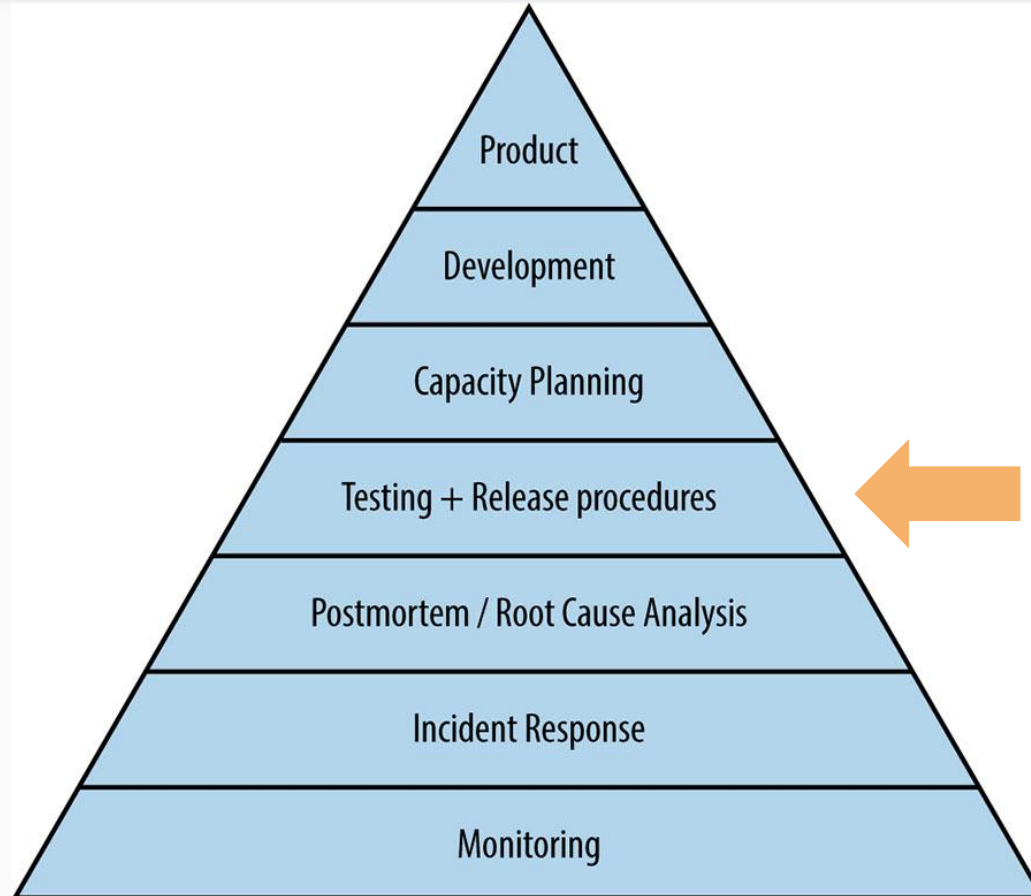 Product
Development
Capacity Planning
Testing + Release procedures
Postmortem / Root Cause Analysis
Incident Response
Monitoring